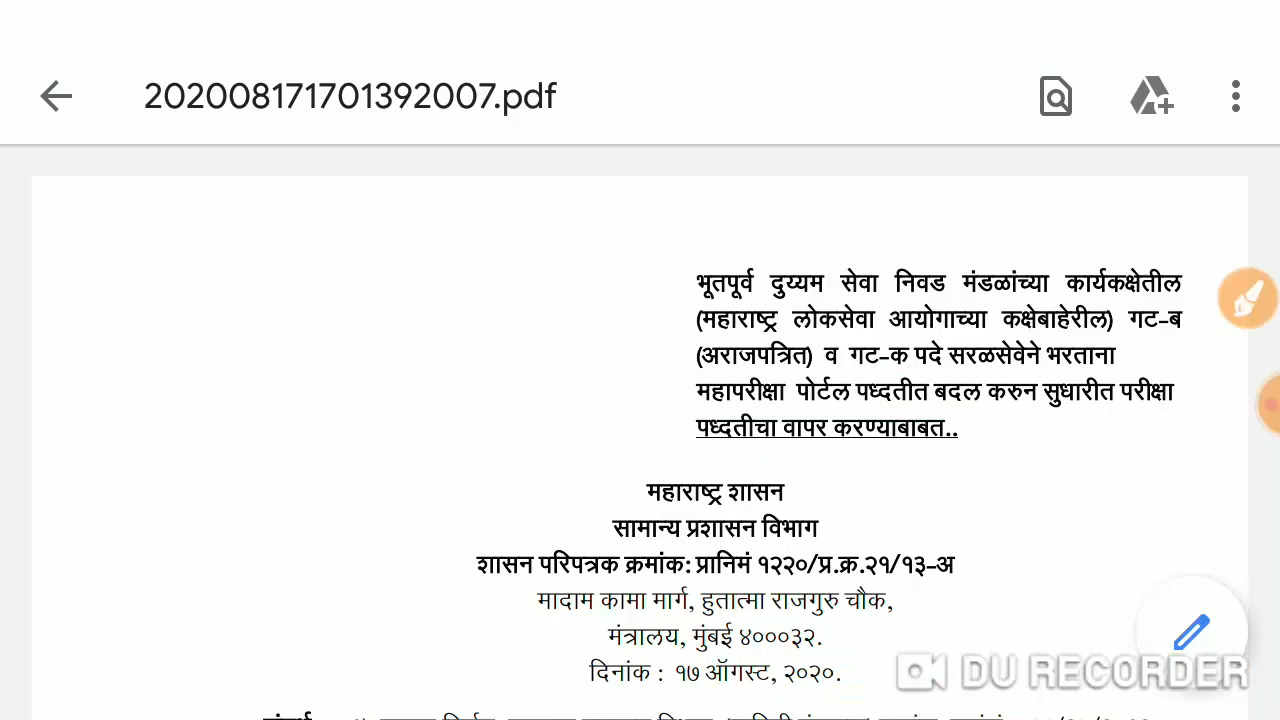 202008171701392007.pdf
भूतपूर्व दुय्यम सेवा निवड मंडळांच्या कार्यकक्षेतील
(महाराष्ट्र लोकसेवा आयोगाच्या कक्षेबाहेरील) गट-ब
(अराजपत्रित) व गट-क पदे सरळसेवेने भरताना
महापरीक्षा पोर्टल पध्दतीत बदल करुन सुधारीत परीक्षा
पध्दतीचा वापर करण्याबाबत..
महाराष्ट्र शासन
सामान्य प्रशासन विभाग
शासन परिपत्रक क्रमांक: प्रानिमं १२२०/प्र.क्र.२१/१३-अ
मादाम कामा मार्ग, हुतात्मा राजगुरु चौक,
मंत्रालय, मुंबई ४०००३२.
दिनांक : १७ ऑगस्ट, २०२०.
DU RECORDER